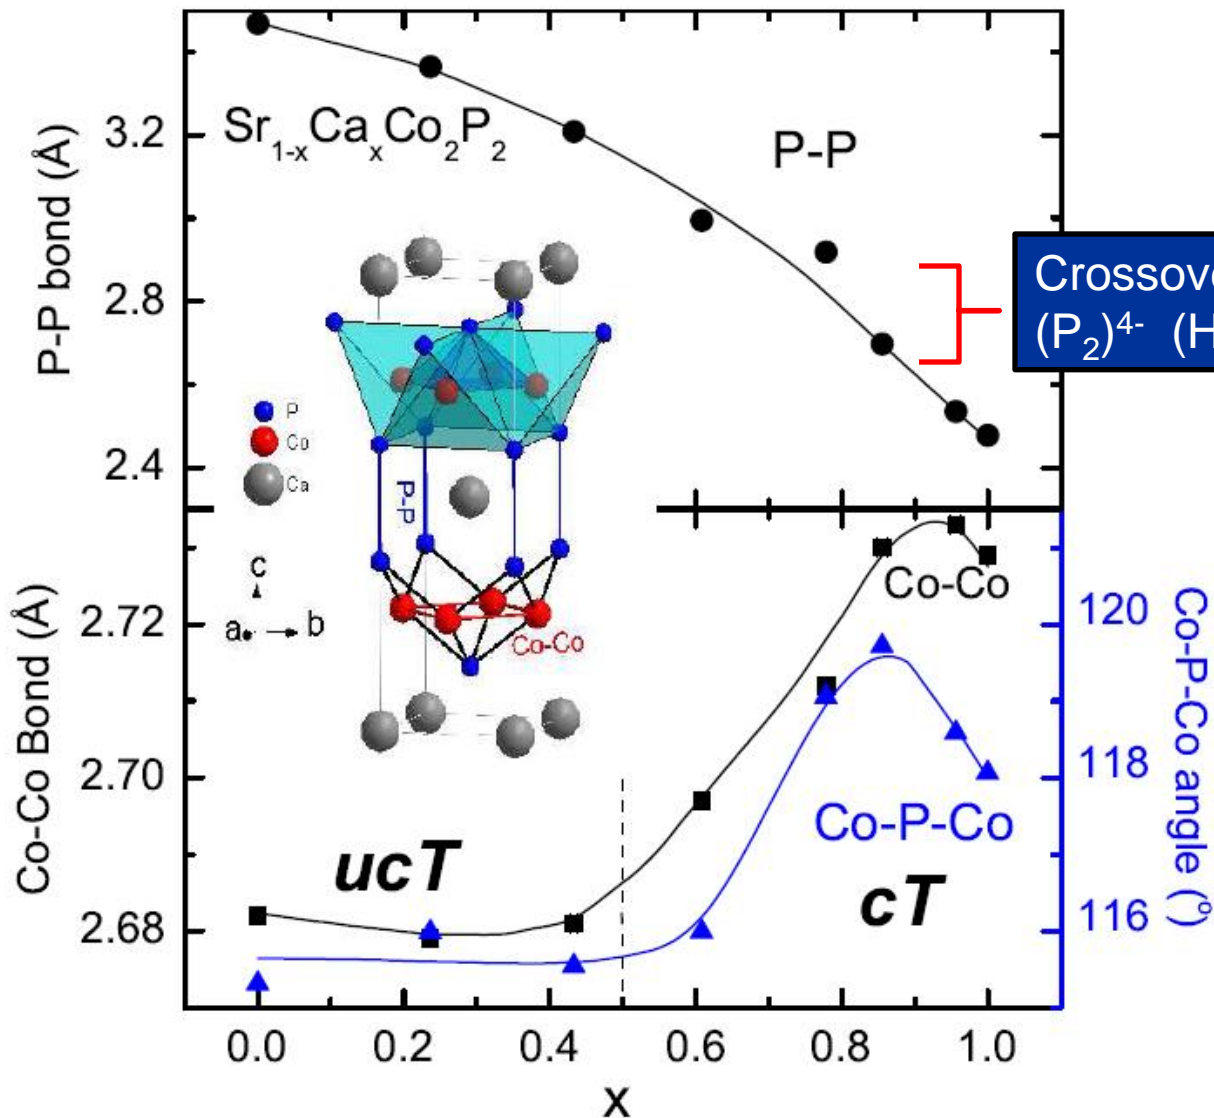 P-P bond (Å)
3.2
2.8
2.4
Sr1-xCaxCo2P2
P-P
(P2)4- (H
P
Co
Ca
P-P
c
a
b
Co-Co
Co-Co Bond (Å)
2.72
2.70
2.68
Co-Co
Co-P-Co
ucT
cT
120
118
116
Co-P-Co angle (°)
0.0 0.2 0.4 0.6 0.8 1.0
x